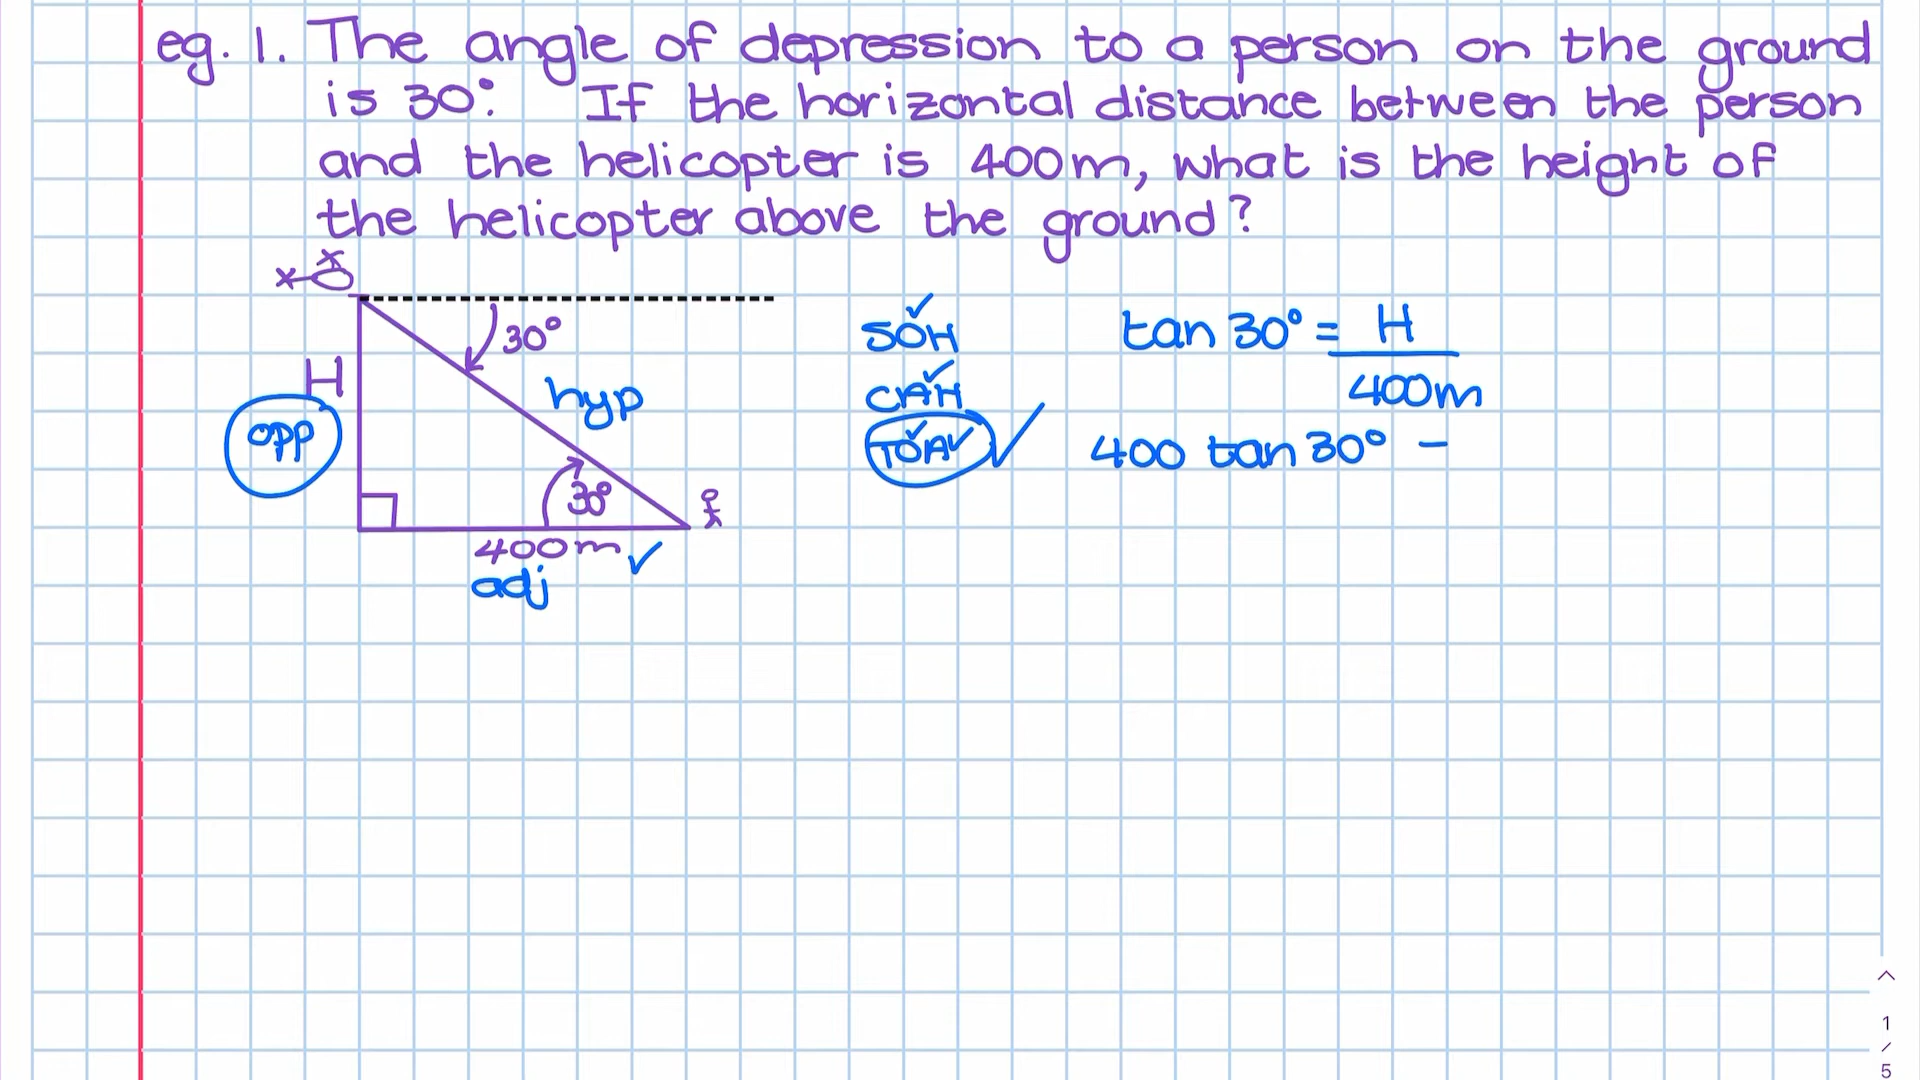 eg. 1. The angle of depression to a person on the ground
is 30°. If the horizontal distance between the person
and the helicopter is 400m, what is the height of
the helicopter above the ground?
30°
H
hyp
opp
30°
400m
adj
SOH
CAH
TOA
tan 30° = H
400m
400 tan 30° =
1
/
5